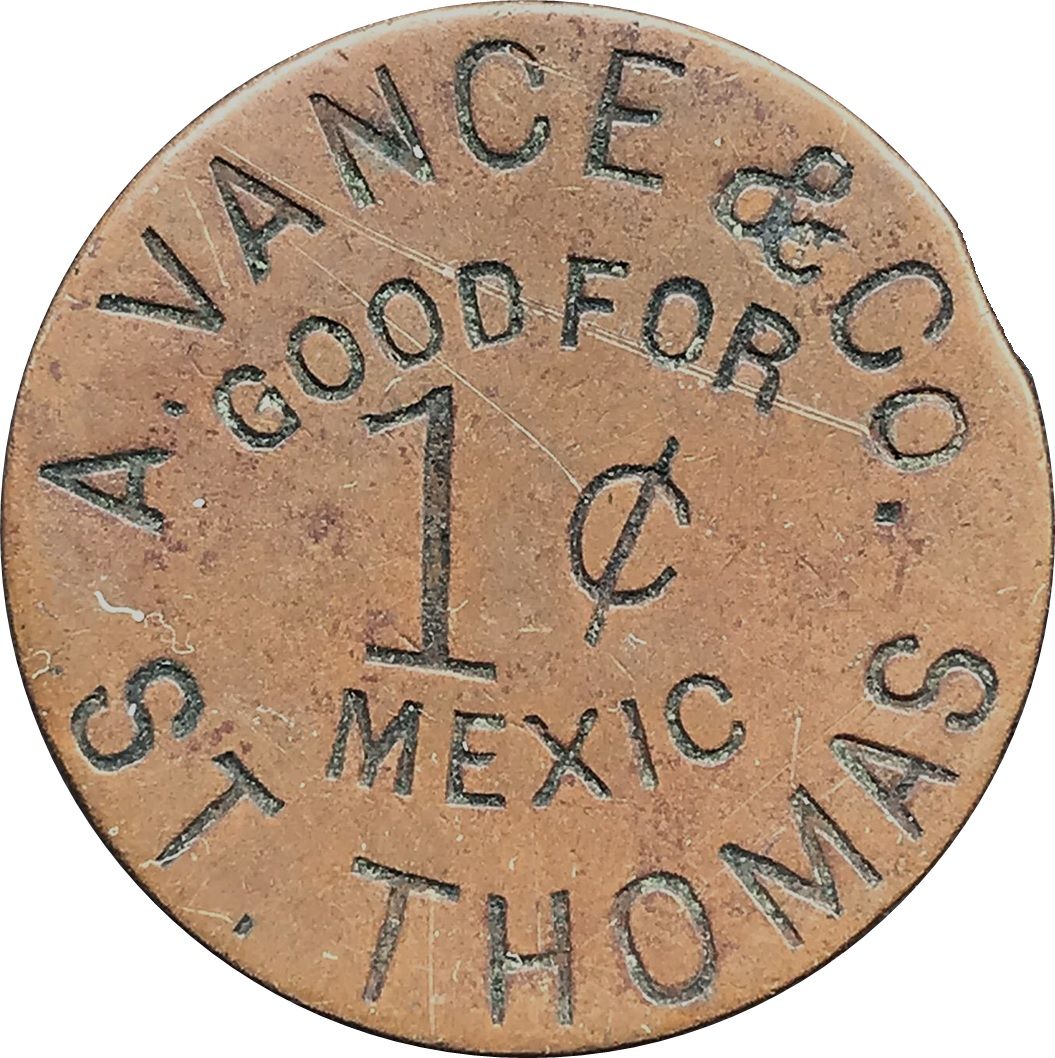 A. VANCE & CO.
GOOD FOR
1 ¢
MEXIC
ST. THOMAS